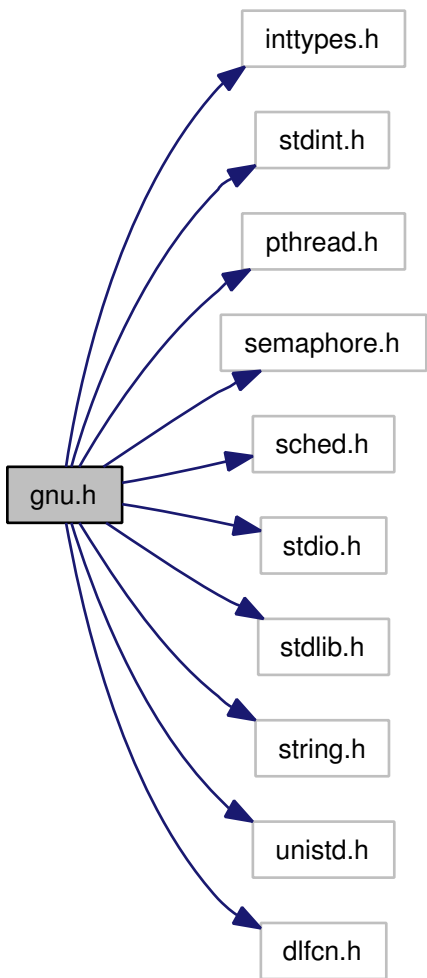 inttypes.h
stdint.h
pthread.h
semaphore.h
sched.h
gnu.h
stdio.h
stdlib.h
string.h
unistd.h
dlfcn.h